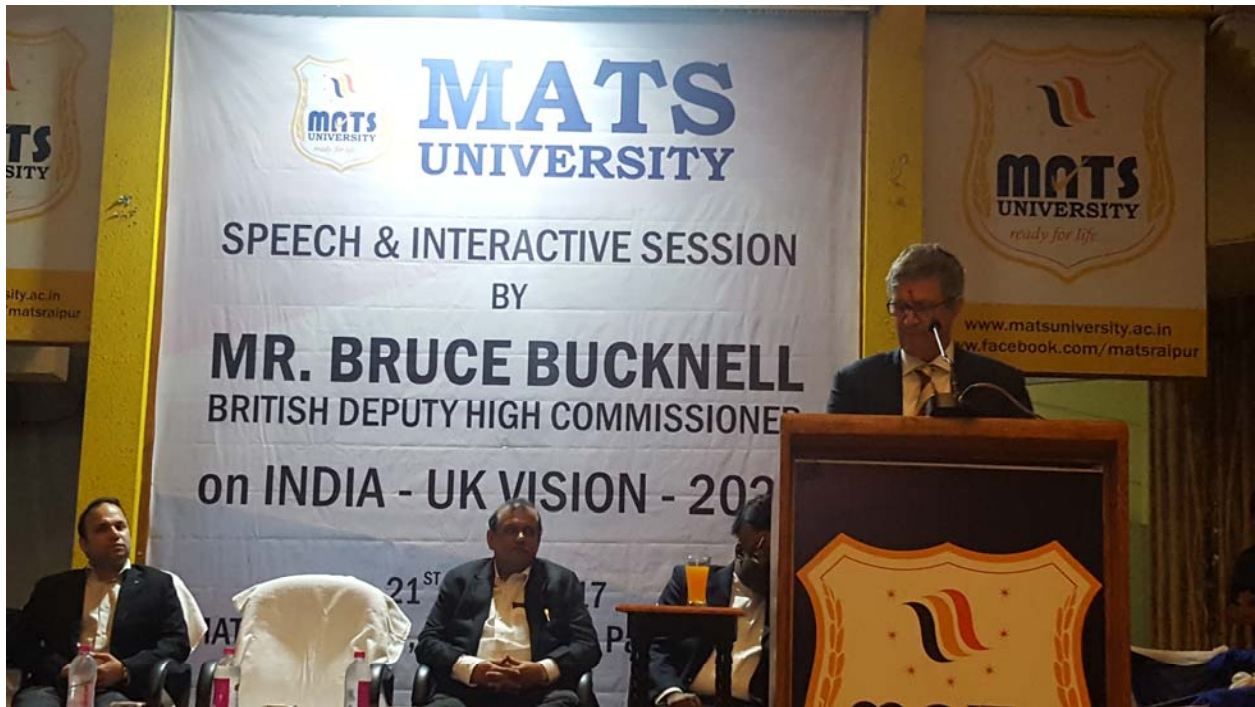 TS
SITY
sity.ac.in
/matsraipur
MATS
UNIVERSITY
ready for life
MATS
UNIVERSITY
SPEECH & INTERACTIVE SESSION
BY
MR. BRUCE BUCKNELL
BRITISH DEPUTY HIGH COMMISSIONER
on INDIA - UK VISION - 202
21ST 17
MATS
UNIVERSITY
ready for life
www.matsuniversity.ac.in
ww.facebook.com/matsraipur